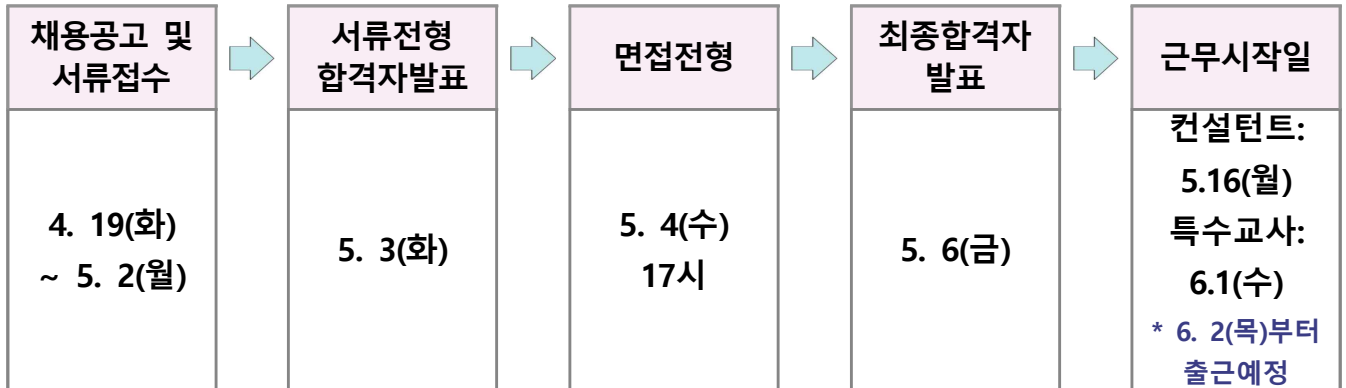 채용공고 및
서류접수
서류전형
합격자발표
면접전형
최종합격자
발표
근무시작일
4. 19(화)
~ 5. 2(월)
5. 3(화)
5. 4(수)
17시
5. 6(금)
컨설턴트:
5.16(월)
특수교사:
6.1(수)
* 6. 2(목)부터
출근예정